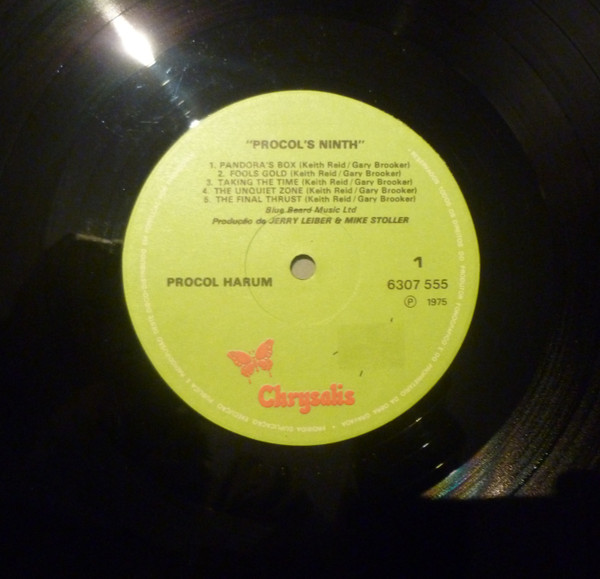 "PROCOL'S NINTH"
1. PANDORA'S BOX (Keith Reid / Gary Brooker)
2. FOOLS GOLD (Keith Reid / Gary Brooker)
3. TAKING THE TIME (Keith Reid / Gary Brooker)
4. THE UNQUIET ZONE (Keith Reid / Gary Brooker)
5. THE FINAL THRUST (Keith Reid / Gary Brooker)
Blue Beard Music Ltd
Produção de JERRY LEIBER & MIKE STOLLER
PROCOL HARUM
1
6307 555
Ⓟ 1975
Chrysalis